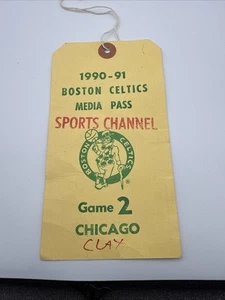 1990-91
BOSTON CELTICS
MEDIA PASS
SPORTS CHANNEL
BOSTON CELTICS
®
Game 2
CHICAGO
CLAY